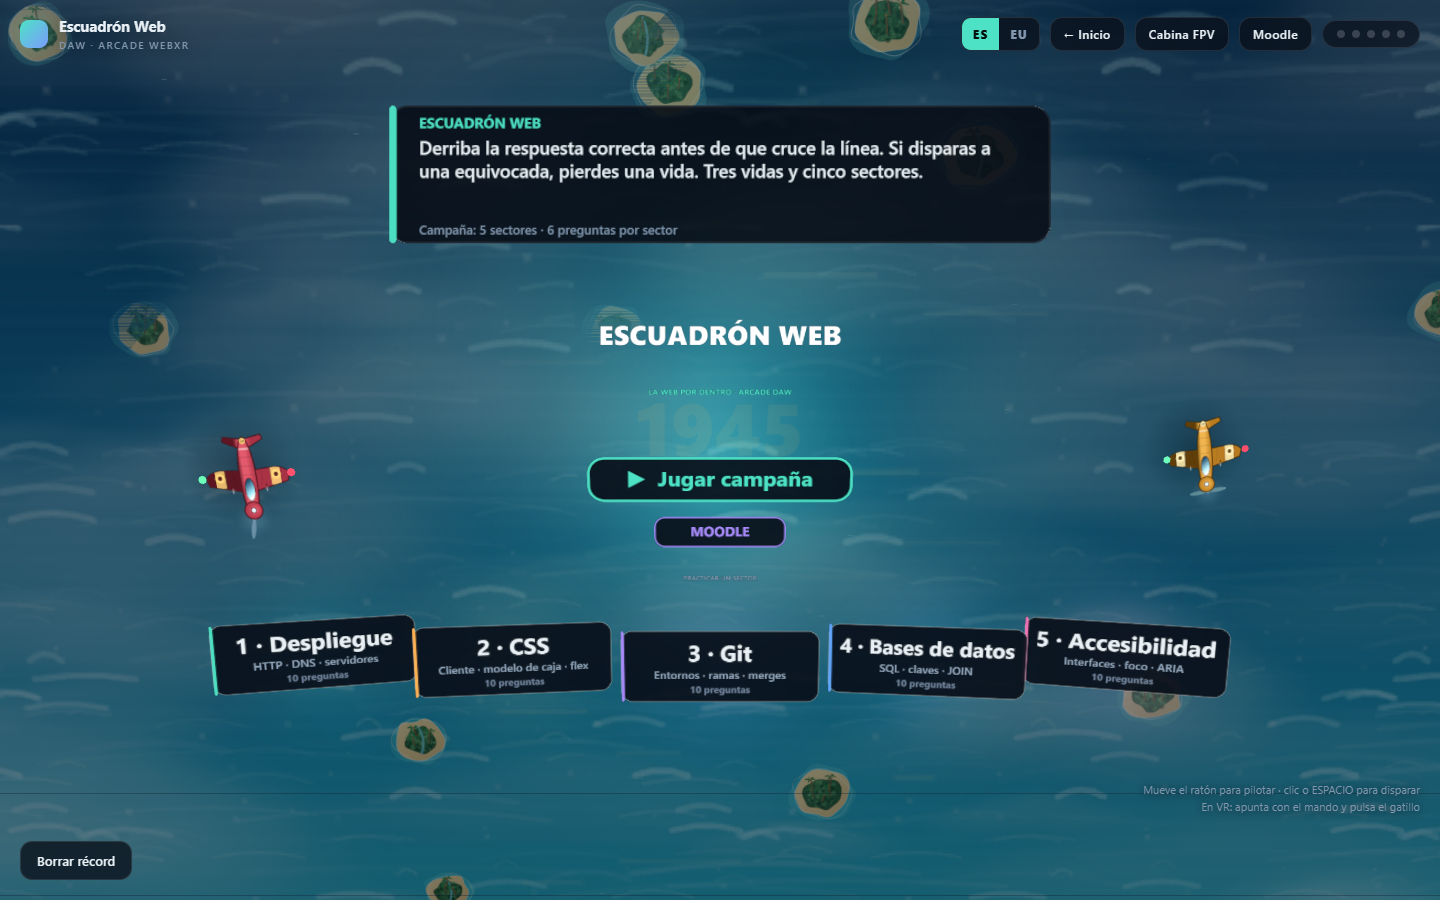 Escuadrón Web
DAW · ARCADE WEBXR
ES
EU
← Inicio
Cabina FPV
Moodle
ESCUADRÓN WEB
Derriba la respuesta correcta antes de que cruce la línea. Si disparas a
una equivocada, pierdes una vida. Tres vidas y cinco sectores.
Campaña: 5 sectores · 6 preguntas por sector
ESCUADRÓN WEB
LA WEB POR DENTRO · ARCADE DAW
1945
▶ Jugar campaña
MOODLE
PRACTICAR UN SECTOR
1 · Despliegue
HTTP · DNS · servidores
10 preguntas
2 · CSS
Cliente · modelo de caja · flex
10 preguntas
3 · Git
Entornos · ramas · merges
10 preguntas
4 · Bases de datos
SQL · claves · JOIN
10 preguntas
5 · Accesibilidad
Interfaces · foco · ARIA
10 preguntas
Mueve el ratón para pilotar · clic o ESPACIO para disparar
En VR: apunta con el mando y pulsa el gatillo
Borrar récord